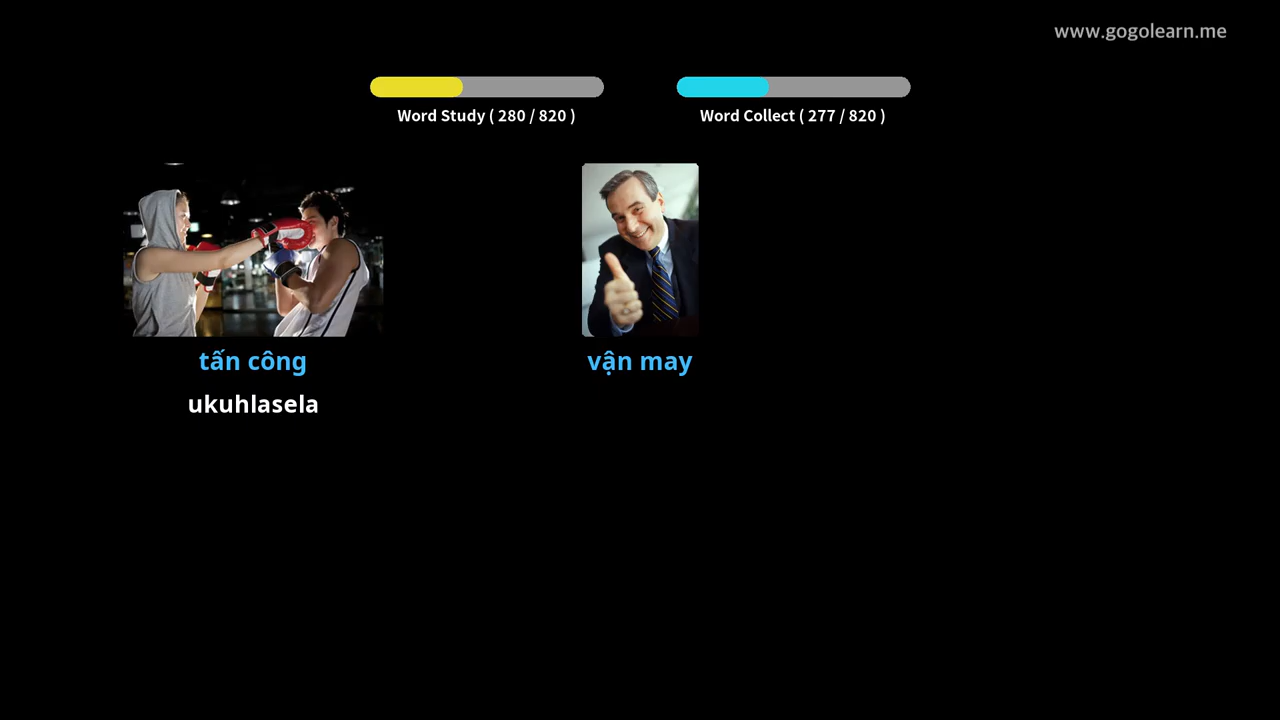 www.gogolearn.me
Word Study ( 280 / 820 )
Word Collect ( 277 / 820 )
tấn công
vận may
ukuhlasela